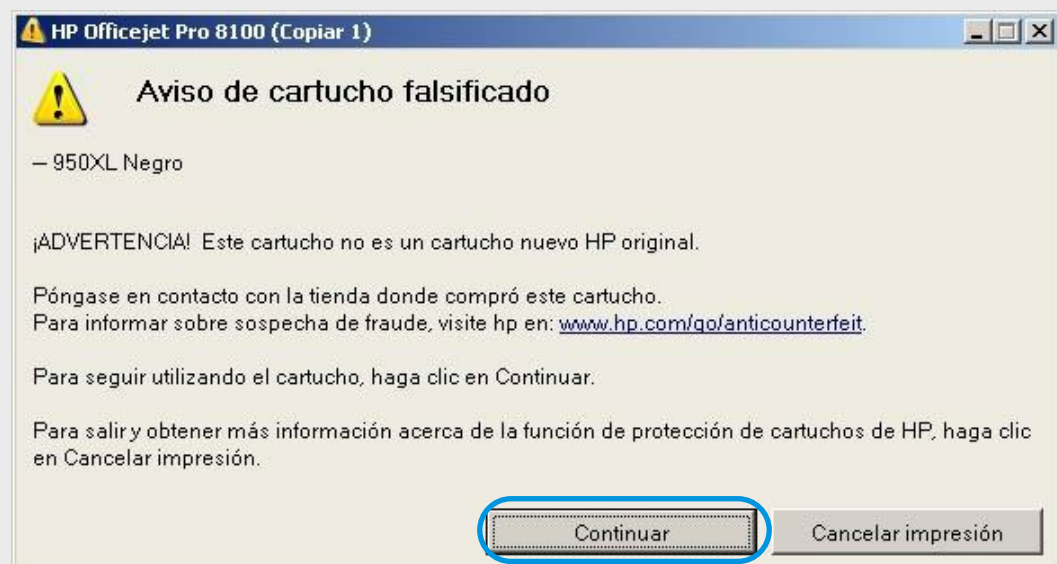 HP Officejet Pro 8100 (Copiar 1)
Aviso de cartucho falsificado
– 950XL Negro
¡ADVERTENCIA! Este cartucho no es un cartucho nuevo HP original.
Póngase en contacto con la tienda donde compró este cartucho.
Para informar sobre sospecha de fraude, visite hp en: www.hp.com/go/anticounterfeit.
Para seguir utilizando el cartucho, haga clic en Continuar.
Para salir y obtener más información acerca de la función de protección de cartuchos de HP, haga clic
en Cancelar impresión.
Continuar Cancelar impresión